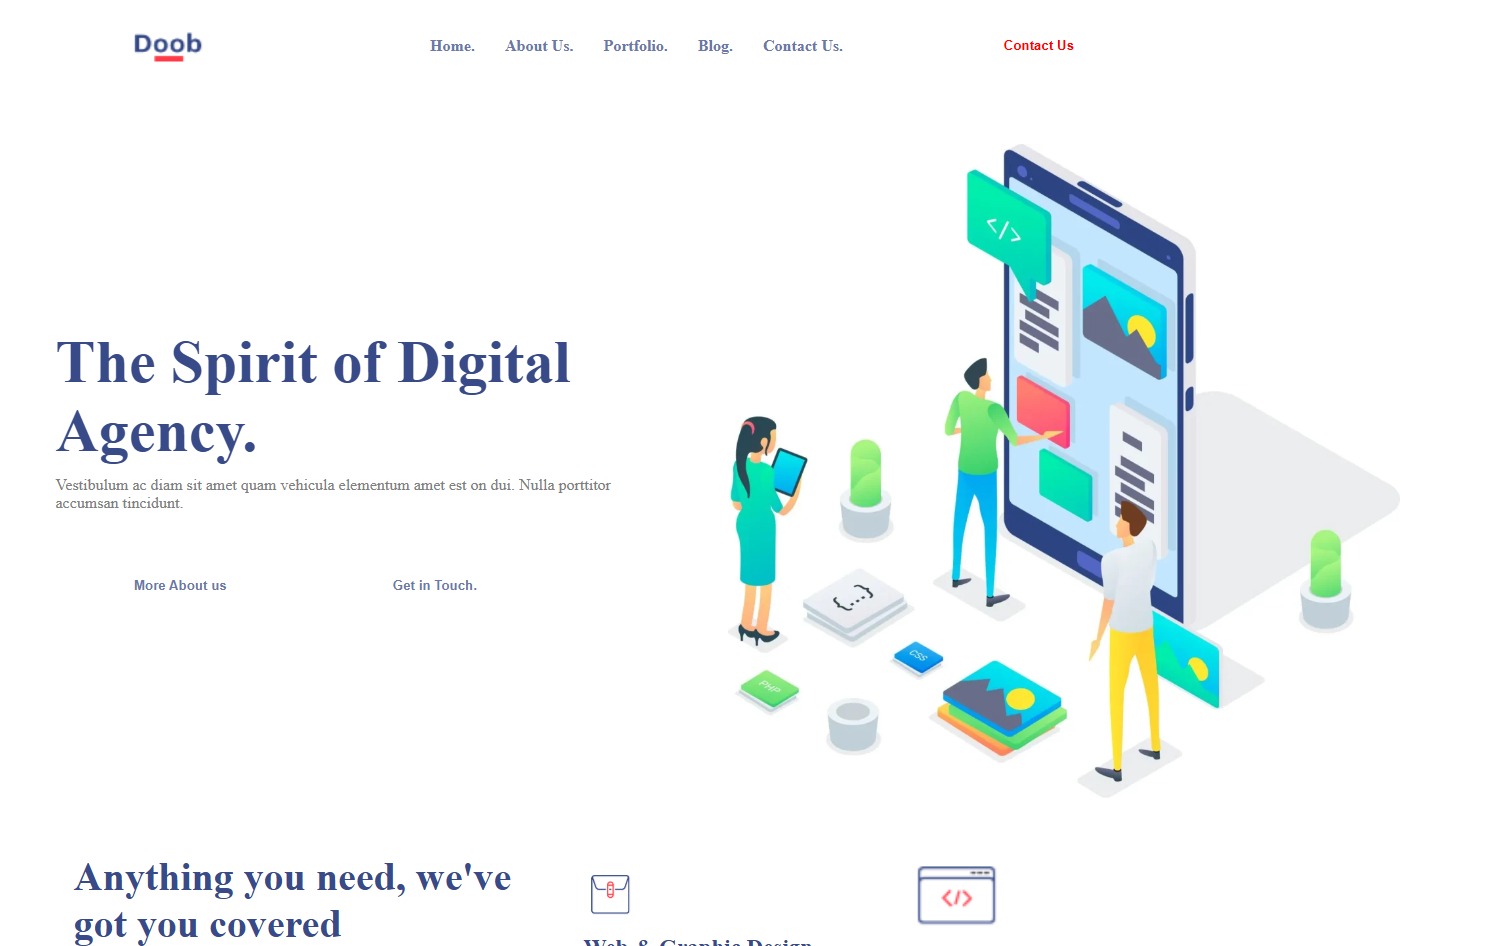 Doob
Home. About Us. Portfolio. Blog. Contact Us. Contact Us
</>
The Spirit of Digital
Agency.
Vestibulum ac diam sit amet quam vehicula elementum amet est on dui. Nulla porttitor
accumsan tincidunt.
More About us Get in Touch.
{...}
CSS
PHP
Anything you need, we've
got you covered
</>
Web & Graphic Design